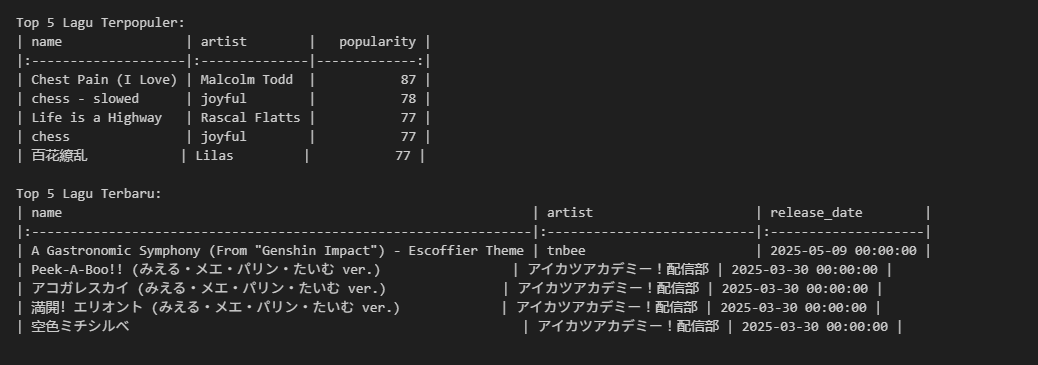 Top 5 Lagu Terpopuler:
| name                | artist        |   popularity |
|:--------------------|:--------------|-------------:|
| Chest Pain (I Love) | Malcolm Todd  |           87 |
| chess - slowed      | joyful        |           78 |
| Life is a Highway   | Rascal Flatts |           77 |
| chess               | joyful        |           77 |
| 百花繚乱            | Lilas         |           77 |
Top 5 Lagu Terbaru:
| name                                                              | artist                     | release_date        |
|:------------------------------------------------------------------|:---------------------------|:--------------------|
| A Gastronomic Symphony (From "Genshin Impact") - Escoffier Theme | tnbee                      | 2025-05-09 00:00:00 |
| Peek-A-Boo!! (みえる・メエ・パリン・たいむ ver.)                 | アイカツアカデミー！配信部 | 2025-03-30 00:00:00 |
| アコガレスカイ (みえる・メエ・パリン・たいむ ver.)               | アイカツアカデミー！配信部 | 2025-03-30 00:00:00 |
| 満開! エリオント (みえる・メエ・パリン・たいむ ver.)             | アイカツアカデミー！配信部 | 2025-03-30 00:00:00 |
| 空色ミチシルベ                                                    | アイカツアカデミー！配信部 | 2025-03-30 00:00:00 |